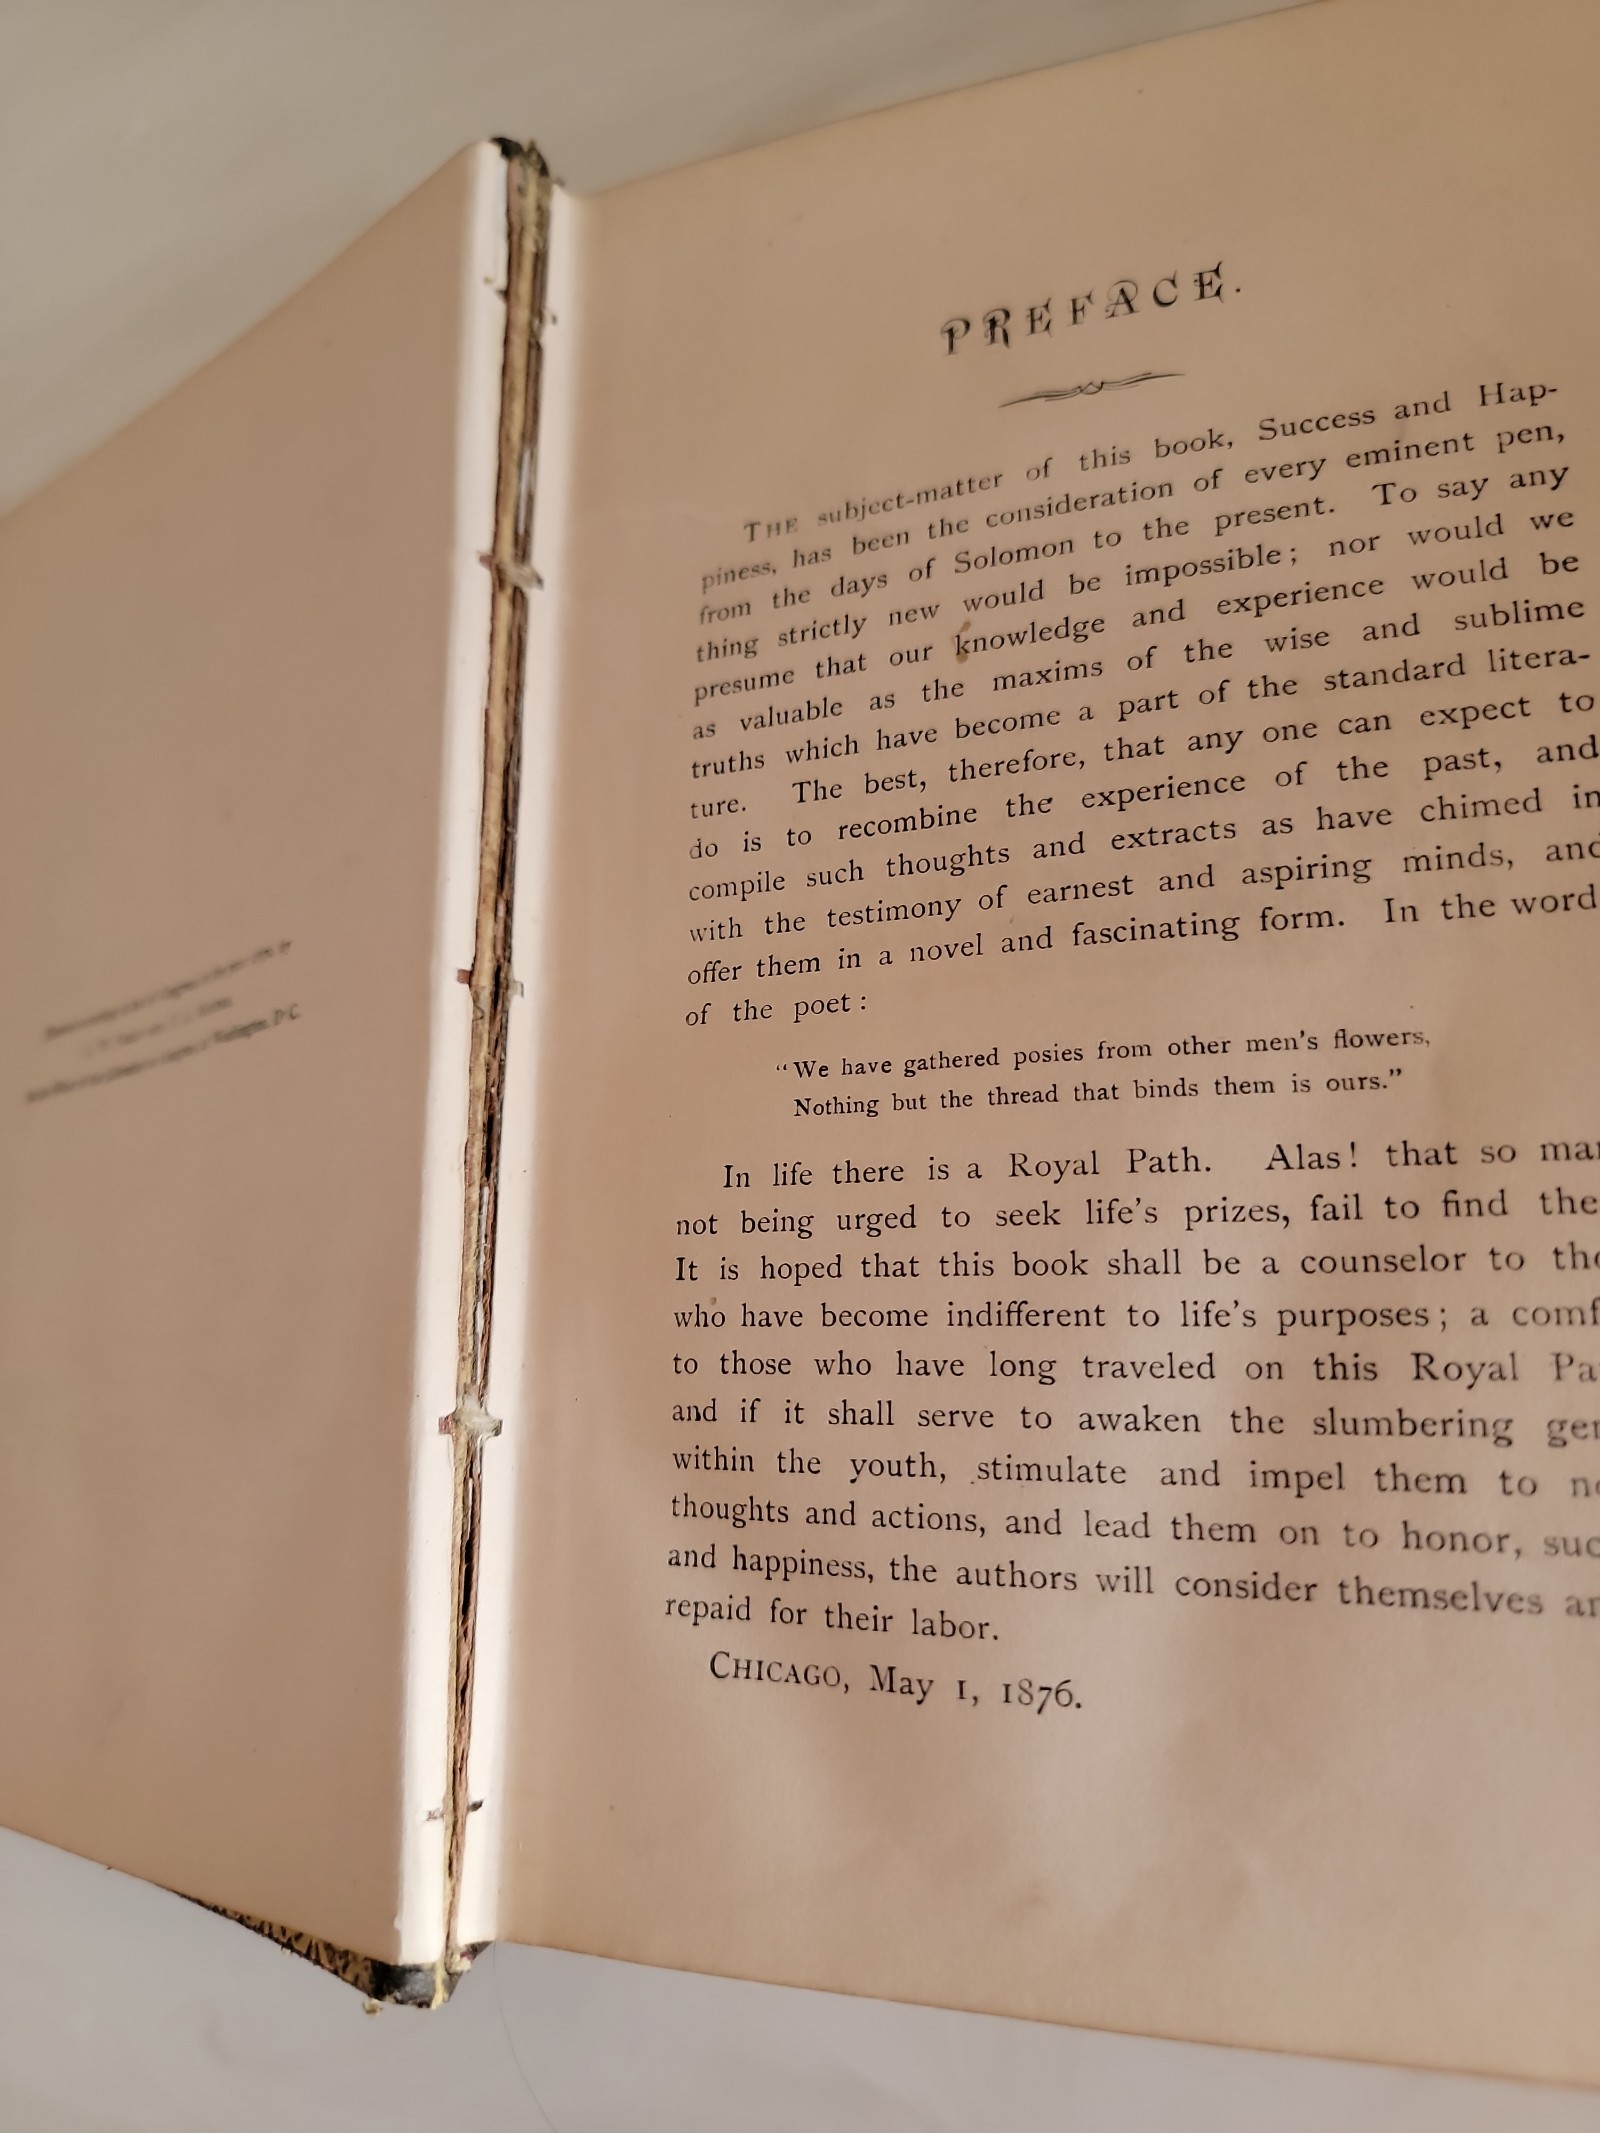 Washington, D. C.
PREFACE.
THE subject-matter of this book, Success and Hap-
piness, has been the consideration of every eminent pen,
from the days of Solomon to the present. To say any
thing strictly new would be impossible; nor would we
presume that our knowledge and experience would be
as valuable as the maxims of the wise and sublime
truths which have become a part of the standard litera-
ture. The best, therefore, that any one can expect to
do is to recombine the experience of the past, and
compile such thoughts and extracts as have chimed in
with the testimony of earnest and aspiring minds, and
offer them in a novel and fascinating form. In the word
of the poet:
“We have gathered posies from other men’s flowers,
Nothing but the thread that binds them is ours.”
In life there is a Royal Path. Alas! that so
not being urged to seek life’s prizes, fail to find
It is hoped that this book shall be a counselor to
who have become indifferent to life’s purposes; a
to those who have long traveled on this Royal
and if it shall serve to awaken the slumbering
within the youth, stimulate and impel them to
thoughts and actions, and lead them on to honor,
and happiness, the authors will consider themselves
repaid for their labor.
CHICAGO, May 1, 1876.